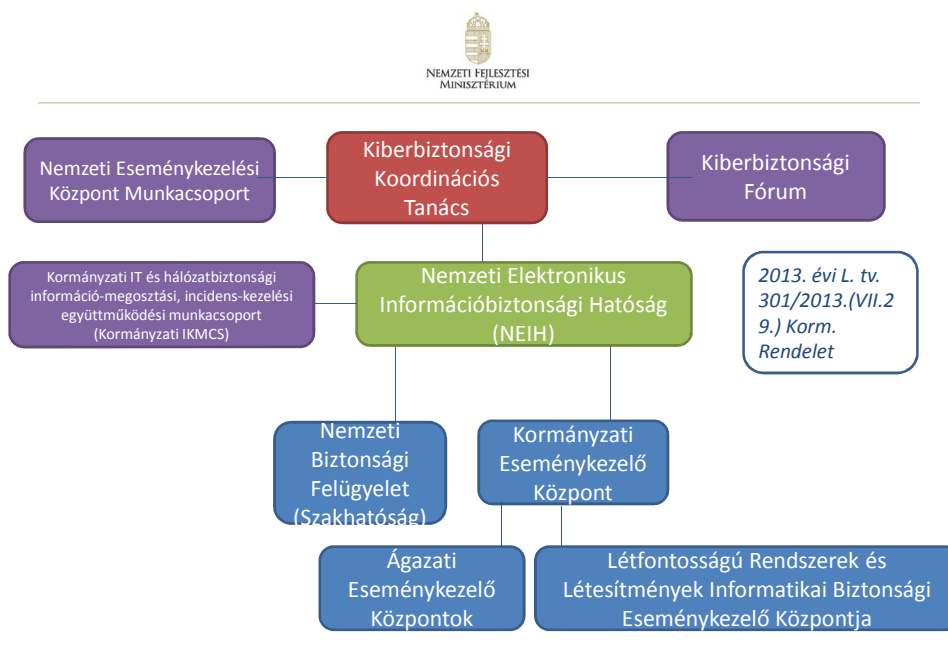 NEMZETI FEJLESZTÉSI
MINISZTÉRIUM
Nemzeti Eseménykezelési
Központ Munkacsoport
Kiberbiztonsági
Koordinációs
Tanács
Kiberbiztonsági
Fórum
Kormányzati IT és hálózatbiztonsági
információ-megosztási, incidens-kezelési
együttműködési munkacsoport
(Kormányzati IKMCS)
Nemzeti Elektronikus
Információbiztonsági Hatóság
(NEIH)
2013. évi L. tv.
301/2013.(VII.2
9.) Korm.
Rendelet
Nemzeti
Biztonsági
Felügyelet
(Szakhatóság)
Kormányzati
Eseménykezelő
Központ
Ágazati
Eseménykezelő
Központok
Létfontosságú Rendszerek és
Létesítmények Informatikai Biztonsági
Eseménykezelő Központja